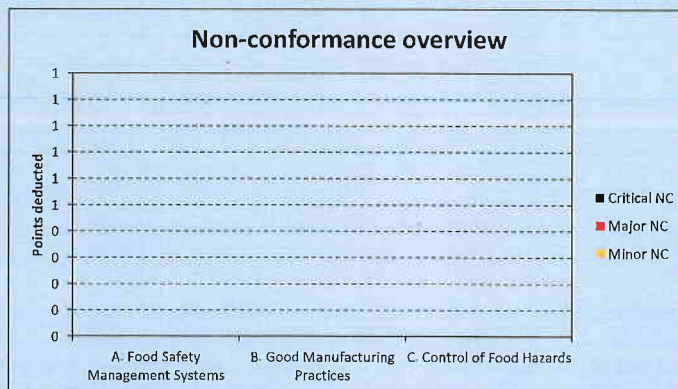 Non-conformance overview
Points deducted
1
1
1
1
1
1
0
0
0
0
0
A. Food Safety
Management Systems
B. Good Manufacturing
Practices
C. Control of Food Hazards
Critical NC
Major NC
Minor NC